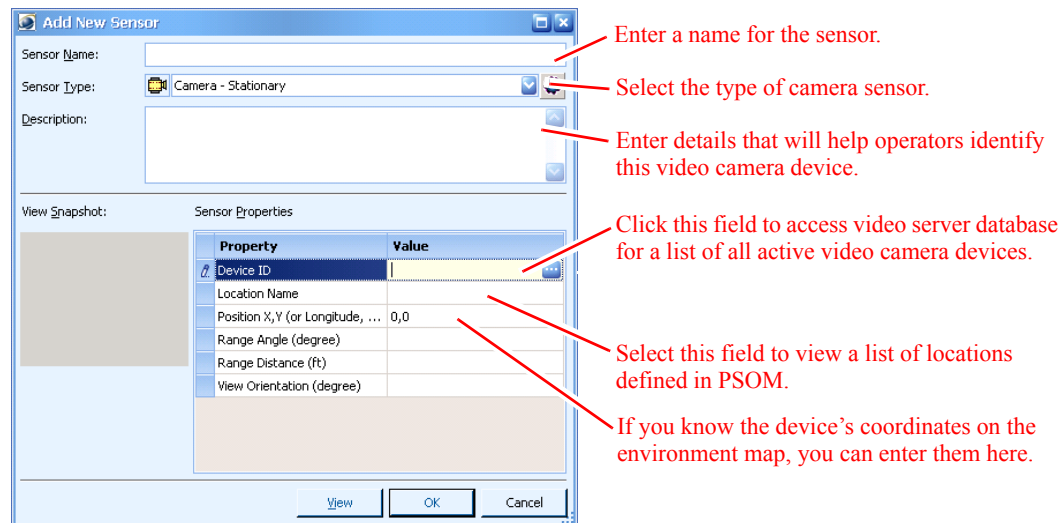 Add New Sensor
Sensor Name:
Sensor Type:
Camera - Stationary
Description:
View Snapshot:
Sensor Properties
Property Value
Device ID
Location Name
Position X,Y (or Longitude, ... 0,0
Range Angle (degree)
Range Distance (ft)
View Orientation (degree)
View OK Cancel
Enter a name for the sensor.
Select the type of camera sensor.
Enter details that will help operators identify
this video camera device.
Click this field to access video server database
for a list of all active video camera devices.
Select this field to view a list of locations
defined in PSOM.
If you know the device’s coordinates on the
environment map, you can enter them here.